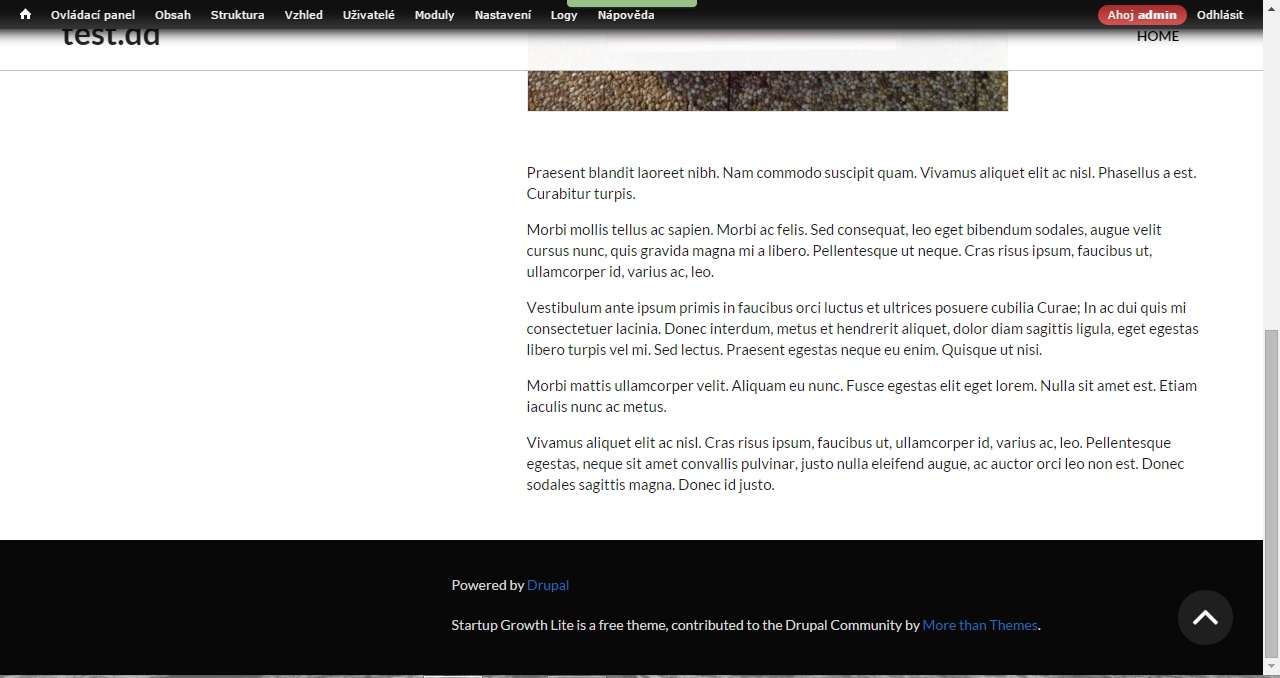 Ovládací panel Obsah Struktura Vzhled Uživatelé Moduly Nastavení Logy Nápověda Ahoj admin Odhlásit
test.dd HOME
Praesent blandit laoreet nibh. Nam commodo suscipit quam. Vivamus aliquet elit ac nisl. Phasellus a est.
Curabitur turpis.
Morbi mollis tellus ac sapien. Morbi ac felis. Sed consequat, leo eget bibendum sodales, augue velit
cursus nunc, quis gravida magna mi a libero. Pellentesque ut neque. Cras risus ipsum, faucibus ut,
ullamcorper id, varius ac, leo.
Vestibulum ante ipsum primis in faucibus orci luctus et ultrices posuere cubilia Curae; In ac dui quis mi
consectetuer lacinia. Donec interdum, metus et hendrerit aliquet, dolor diam sagittis ligula, eget egestas
libero turpis vel mi. Sed lectus. Praesent egestas neque eu enim. Quisque ut nisi.
Morbi mattis ullamcorper velit. Aliquam eu nunc. Fusce egestas elit eget lorem. Nulla sit amet est. Etiam
iaculis nunc ac metus.
Vivamus aliquet elit ac nisl. Cras risus ipsum, faucibus ut, ullamcorper id, varius ac, leo. Pellentesque
egestas, neque sit amet convallis pulvinar, justo nulla eleifend augue, ac auctor orci leo non est. Donec
sodales sagittis magna. Donec id justo.
Powered by Drupal
Startup Growth Lite is a free theme, contributed to the Drupal Community by More than Themes.